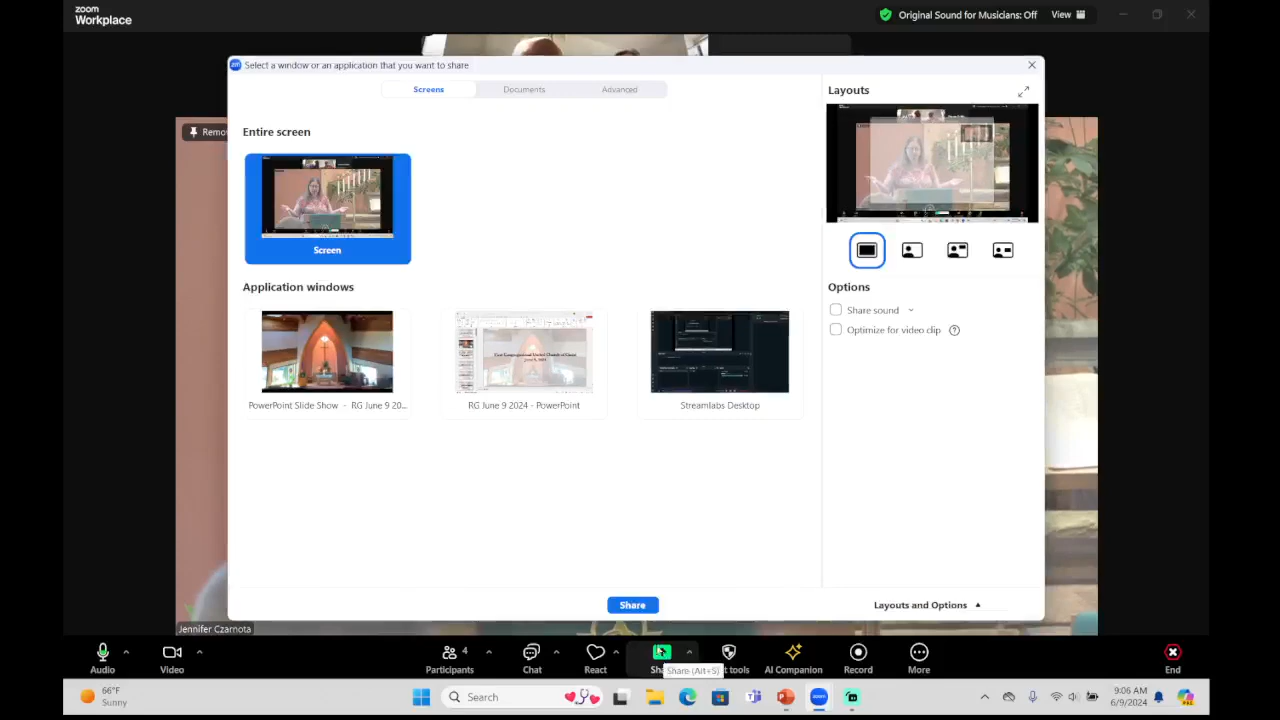 zoom
Workplace
Original Sound for Musicians: Off
View
Select a window or an application that you want to share
Screens
Documents
Advanced
Layouts
Entire screen
Screen
Remov
Application windows
PowerPoint Slide Show - RG June 9 20...
RG June 9 2024 - PowerPoint
Streamlabs Desktop
Options
Share sound
Optimize for video clip
Share
Layouts and Options
Jennifer Czarnota
Audio
Video
4
Participants
Chat
React
Sha
Share (Alt+S)
t tools
AI Companion
Record
More
End
66°F
Sunny
Search
9:06 AM
6/9/2024